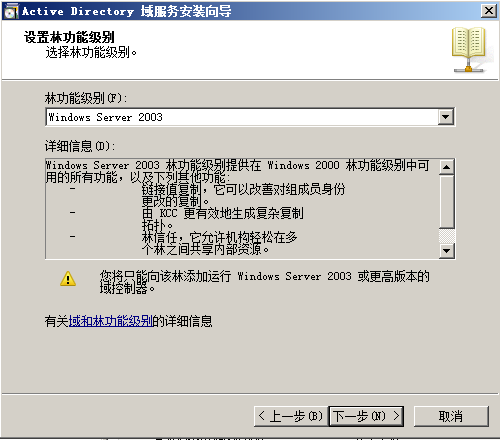 Active Directory 域服务安装向导
设置林功能级别
选择林功能级别。
林功能级别(F):
Windows Server 2003
详细信息(D):
Windows Server 2003 林功能级别提供在 Windows 2000 林功能级别中可
用的所有功能，以及下列其他功能:
- 链接值复制，它可以改善对组成员身份
更改的复制。
- 由 KCC 更有效地生成复杂复制
拓扑。
- 林信任，它允许机构轻松在多
个林之间共享内部资源。
您将只能向该林添加运行 Windows Server 2003 或更高版本的
域控制器。
有关域和林功能级别的详细信息
< 上一步(B) 下一步(N) > 取消